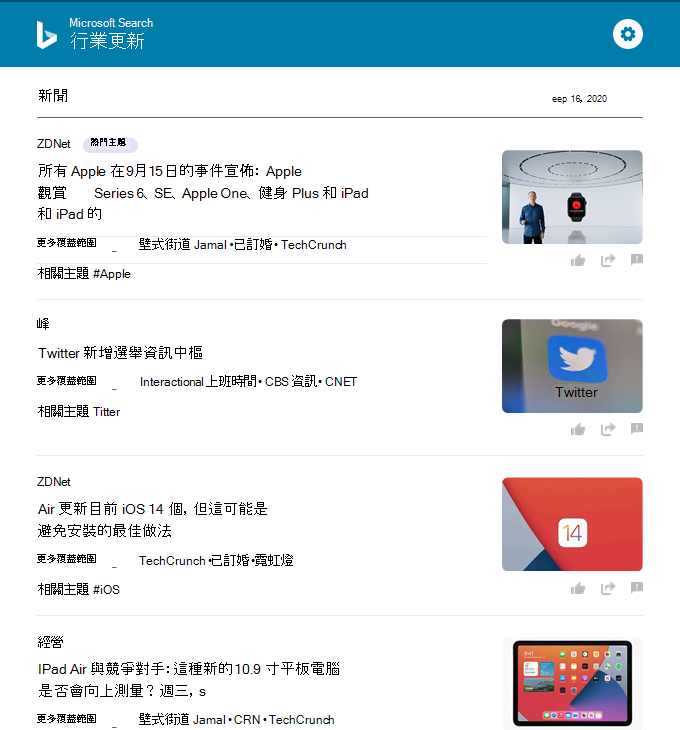 Microsoft Search
行業更新
新聞
eep 16, 2020
ZDNet 熱門主題
所有 Apple 在9月15日的事件宣佈: Apple
觀賞 Series 6、SE、Apple One、健身 Plus 和 iPad
和 iPad 的
更多覆蓋範圍 _ 壁式街道 Jamal •已訂婚• TechCrunch
相關主題 #Apple
峰
Twitter 新增選舉資訊中樞
Google
Twitter
更多覆蓋範圍 _ Interactional 上班時間• CBS 資訊• CNET
相關主題 Titter
ZDNet
Air 更新目前 iOS 14 個, 但這可能是
避免安裝的最佳做法
14
更多覆蓋範圍 _ TechCrunch •已訂婚•霓虹燈
相關主題 #iOS
經營
IPad Air 與競爭對手: 這種新的10.9 寸平板電腦
是否會向上測量? 週三, s
更多覆蓋範圍 _ 壁式街道 Jamal • CRN • TechCrunch